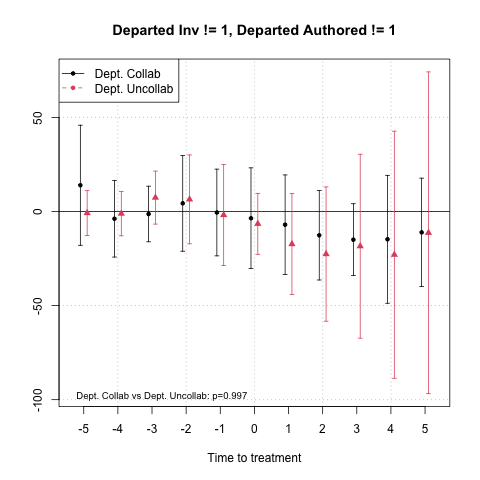 Departed Inv != 1, Departed Authored != 1
Dept. Collab
Dept. Uncollab
50
0
-50
-100
Dept. Collab vs Dept. Uncollab: p=0.997
-5 -4 -3 -2 -1 0 1 2 3 4 5
Time to treatment